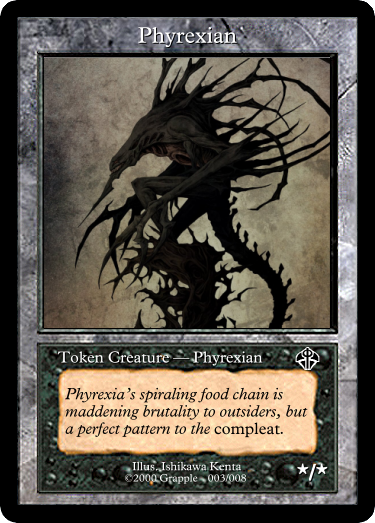 Phyrexian
Token Creature — Phyrexian
Phyrexia's spiraling food chain is
maddening brutality to outsiders, but
a perfect pattern to the compleat.
★/★
Illus. Ishikawa Kenta
©2000 Grapple 003/008